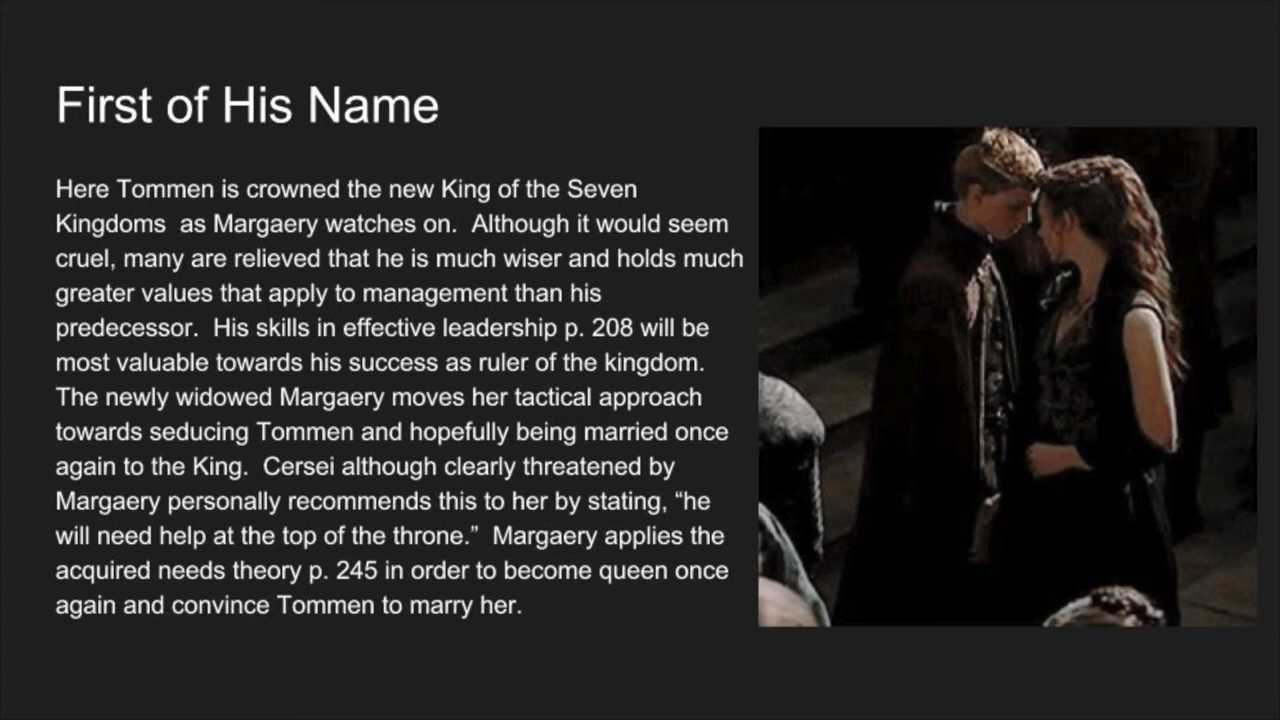 First of His Name
Here Tommen is crowned the new King of the Seven
Kingdoms  as Margaery watches on.  Although it would seem
cruel, many are relieved that he is much wiser and holds much
greater values that apply to management than his
predecessor.  His skills in effective leadership p. 208 will be
most valuable towards his success as ruler of the kingdom.
The newly widowed Margaery moves her tactical approach
towards seducing Tommen and hopefully being married once
again to the King.  Cersei although clearly threatened by
Margaery personally recommends this to her by stating, “he
will need help at the top of the throne.”  Margaery applies the
acquired needs theory p. 245 in order to become queen once
again and convince Tommen to marry her.